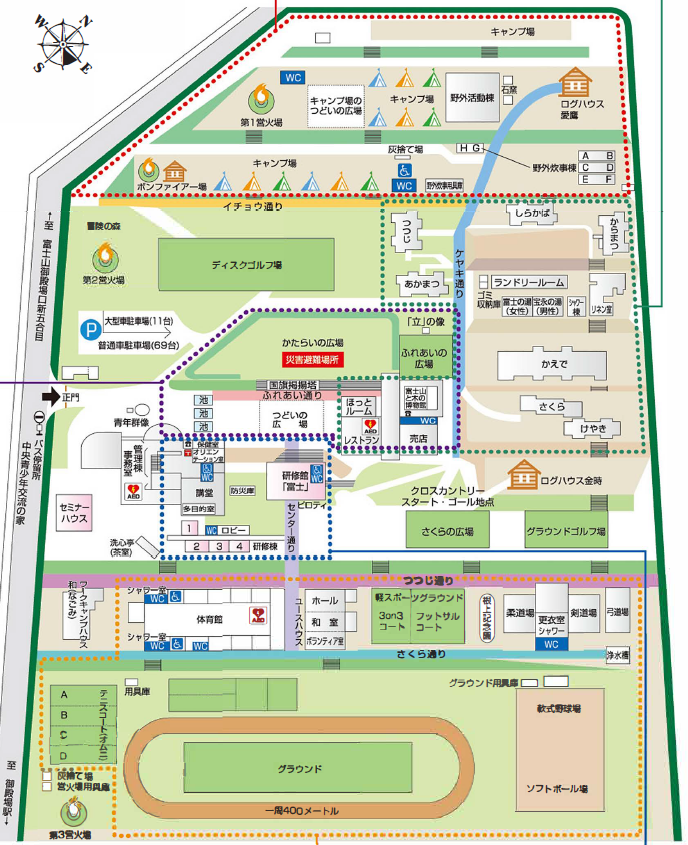 N
W
E
S
キャンプ場
WC
キャンプ場の
つどいの広場
キャンプ場
野外活動棟
石窯
ログハウス
愛鷹
第1営火場
灰捨て場
H G
野外炊事棟
A B
C D
E F
キャンプ場
ボンファイアー場
WC
野外炊事用具庫
イチョウ通り
しらかば
つつじ
からまつ
冒険の森
第2営火場
ディスクゴルフ場
ケヤキ通り
あかまつ
ランドリールーム
ゴミ
収納庫
富士の湯
(女性)
宝永の湯
(男性)
シャワー
棟
リネン室
←至 富士山御殿場口新五合目
P
大型車駐車場(11台)
普通車駐車場(69台)
「立」の像
かたらいの広場
災害避難場所
ふれあいの
広場
かえで
国旗掲揚塔
ふれあい通り
正門
池
池
池
つどいの
広 場
ほっと
ルーム
富士山
と木の
博物館
WC
さくら
けやき
青年群像
AED
レストラン
売店
バス停留所
中央青少年交流の家
管理棟
事務室
AED
保健室
オリエン
テーション室
WC
講堂
多目的室
防災庫
研修館
「富士」
WC
AED
ピロティ
ログハウス金時
クロスカントリー
スタート・ゴール地点
セミナー
ハウス
さくらの広場
グラウンドゴルフ場
1
WC
ロビー
2 3 4
研修棟
洗心亭
(茶室)
センター通り
つつじ通り
ワークキャンプハウス
和(なごみ)
シャワー室
WC
体育館
AED
シャワー室
WC
WC
ユースハウス
ホール
和 室
ボランティア室
軽スポーツグラウンド
3on3
コート
フットサル
コート
根上記念園
柔道場
更衣室
シャワー
WC
剣道場
弓道場
さくら通り
浄水槽
A
B
C
D
テニスコート(オムニ)
用具庫
グラウンド用具庫
軟式野球場
グラウンド
ソフトボール場
一周400メートル
灰捨て場
営火場用具庫
第3営火場
至 御殿場駅→